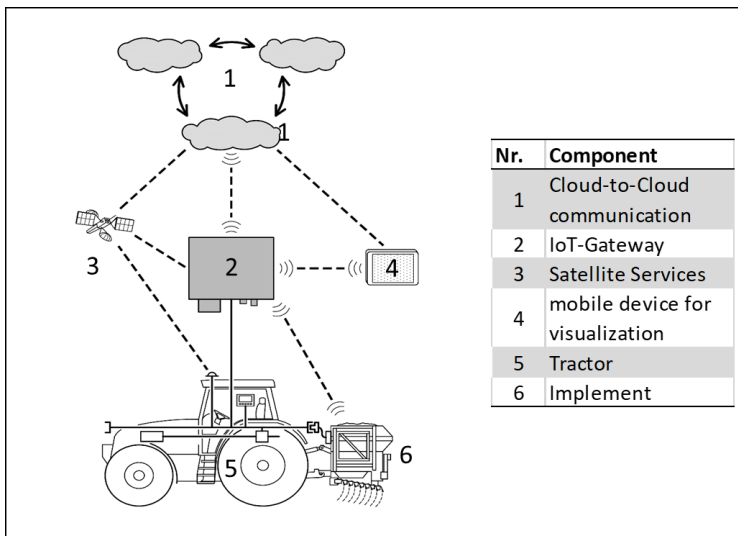 1
1
2
3
4
5
6
Nr. Component
1 Cloud-to-Cloud
communication
2 IoT-Gateway
3 Satellite Services
4 mobile device for
visualization
5 Tractor
6 Implement